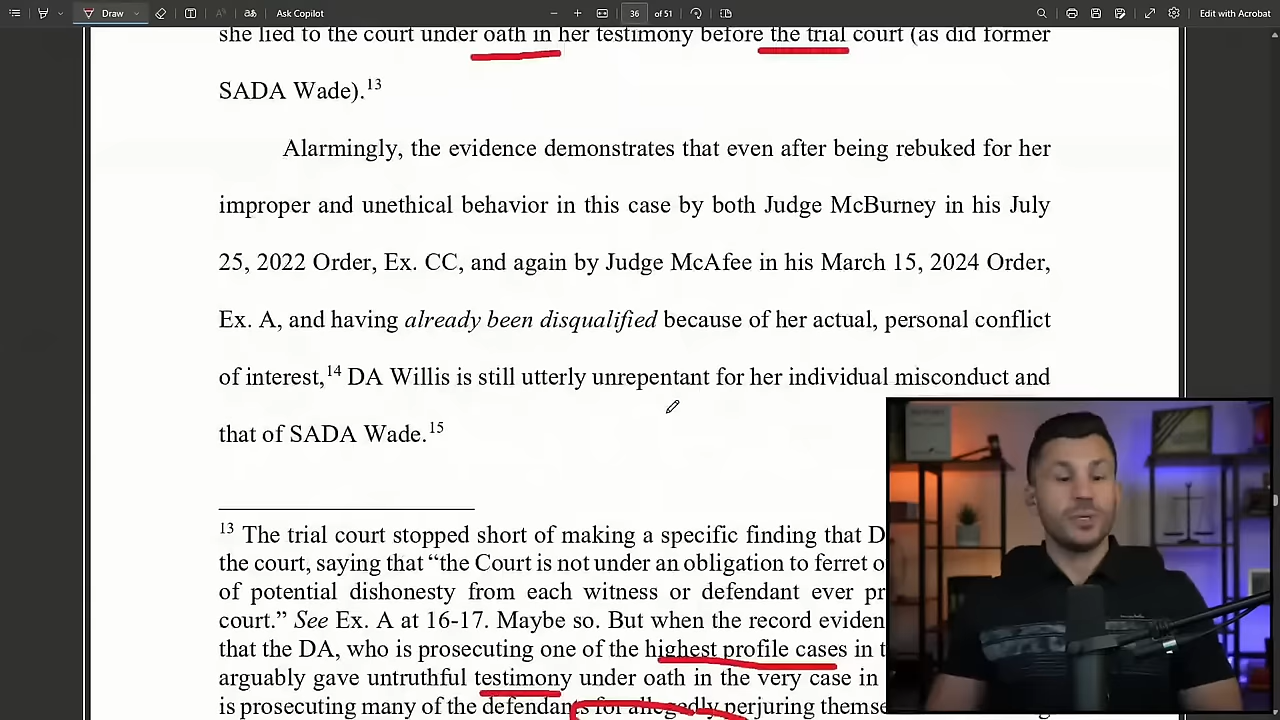 Draw
Ask Copilot
36 of 51
Edit with Acrobat
she lied to the court under oath in her testimony before the trial court (as did former
SADA Wade).13
Alarmingly, the evidence demonstrates that even after being rebuked for her
improper and unethical behavior in this case by both Judge McBurney in his July
25, 2022 Order, Ex. CC, and again by Judge McAfee in his March 15, 2024 Order,
Ex. A, and having already been disqualified because of her actual, personal conflict
of interest,14 DA Willis is still utterly unrepentant for her individual misconduct and
that of SADA Wade.15
13 The trial court stopped short of making a specific finding that D
the court, saying that “the Court is not under an obligation to ferret o
of potential dishonesty from each witness or defendant ever pr
court.” See Ex. A at 16-17. Maybe so. But when the record eviden
that the DA, who is prosecuting one of the highest profile cases in t
arguably gave untruthful testimony under oath in the very case in
is prosecuting many of the defendants for allegedly perjuring themse